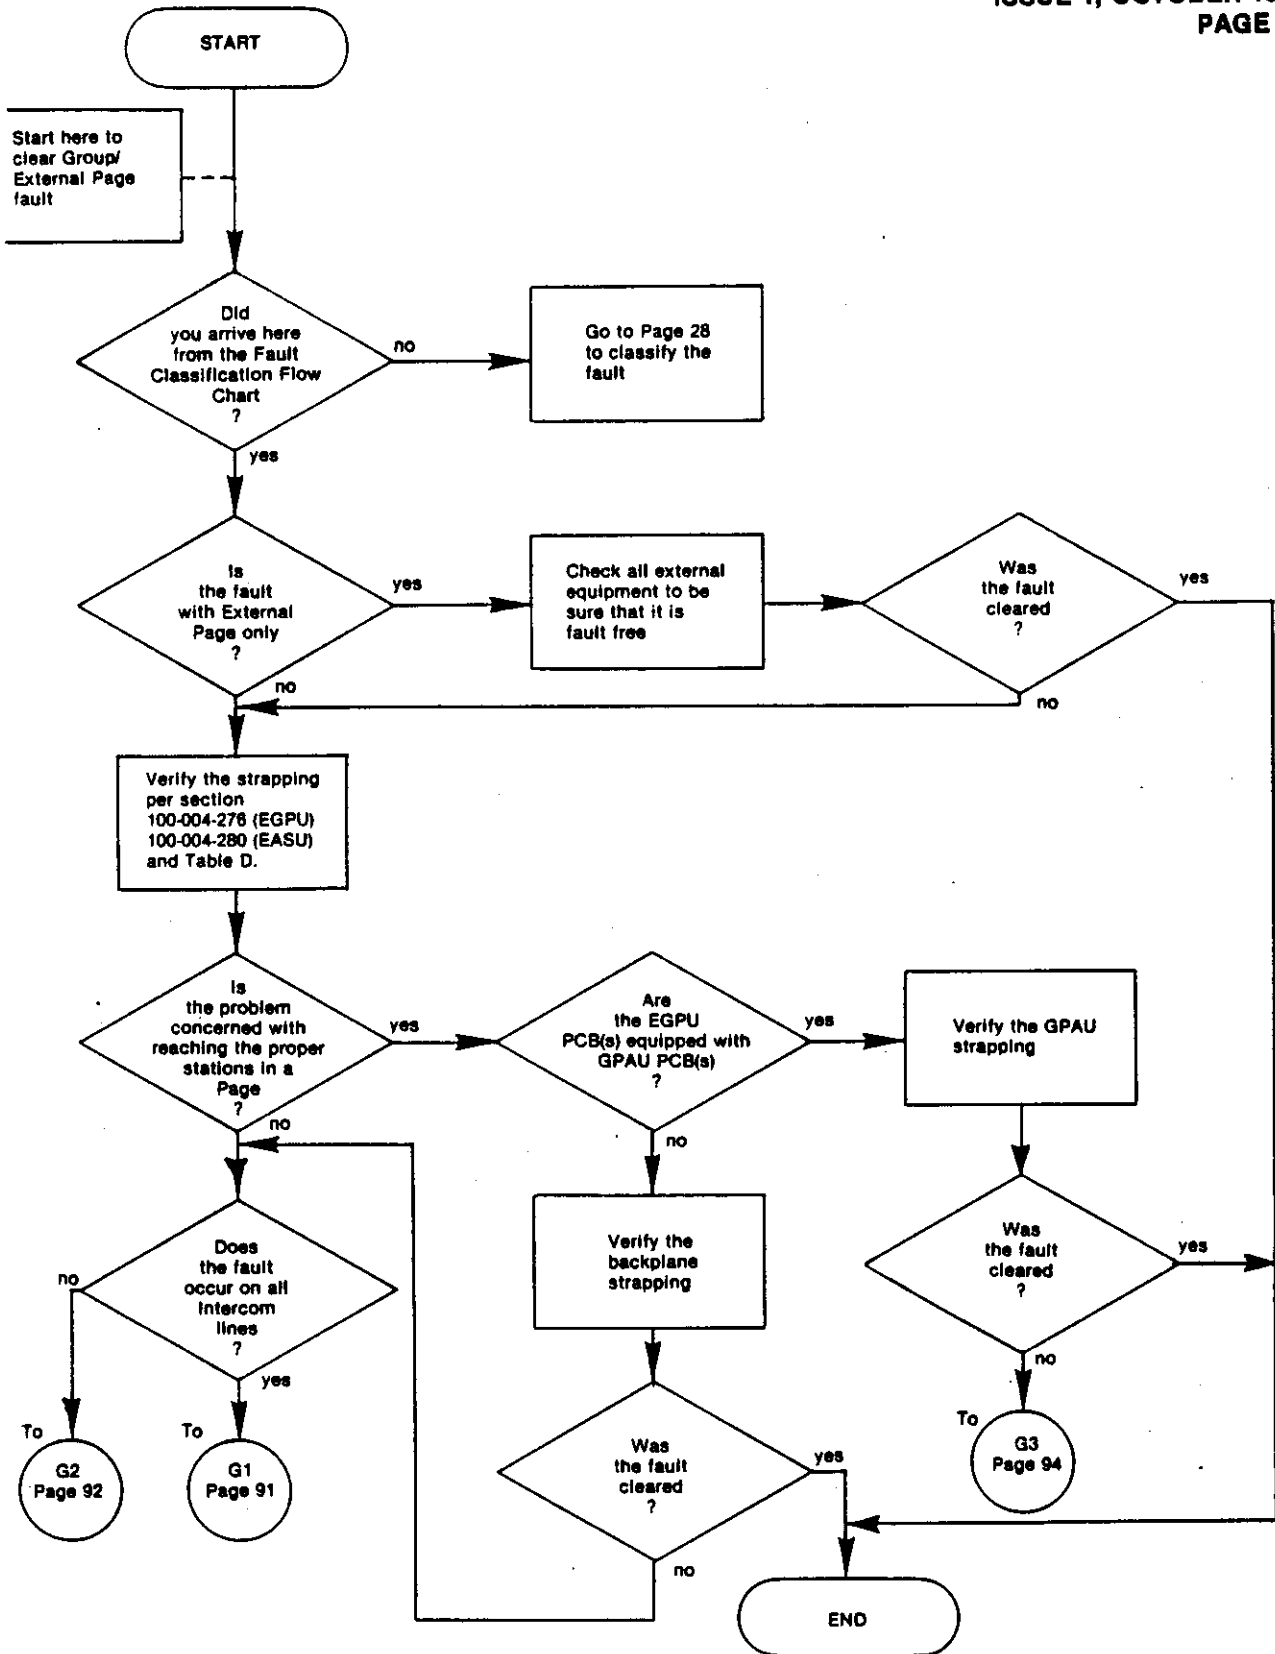 PAGE
START
Start here to
clear Group/
External Page
fault
Did
you arrive here
from the Fault
Classification Flow
Chart
?
no
Go to Page 28
to classify the
fault
yes
Is
the fault
with External
Page only
?
yes
Check all external
equipment to be
sure that it is
fault free
Was
the fault
cleared
?
yes
no
no
Verify the strapping
per section
100-004-276 (EGPU)
100-004-280 (EASU)
and Table D.
Is
the problem
concerned with
reaching the proper
stations in a
Page
?
yes
Are
the EGPU
PCB(s) equipped with
GPAU PCB(s)
?
yes
Verify the GPAU
strapping
no
no
Does
the fault
occur on all
Intercom
lines
?
no
yes
Verify the
backplane
strapping
Was
the fault
cleared
?
yes
no
To
G2
Page 92
To
G1
Page 91
Was
the fault
cleared
?
yes
no
To
G3
Page 94
END